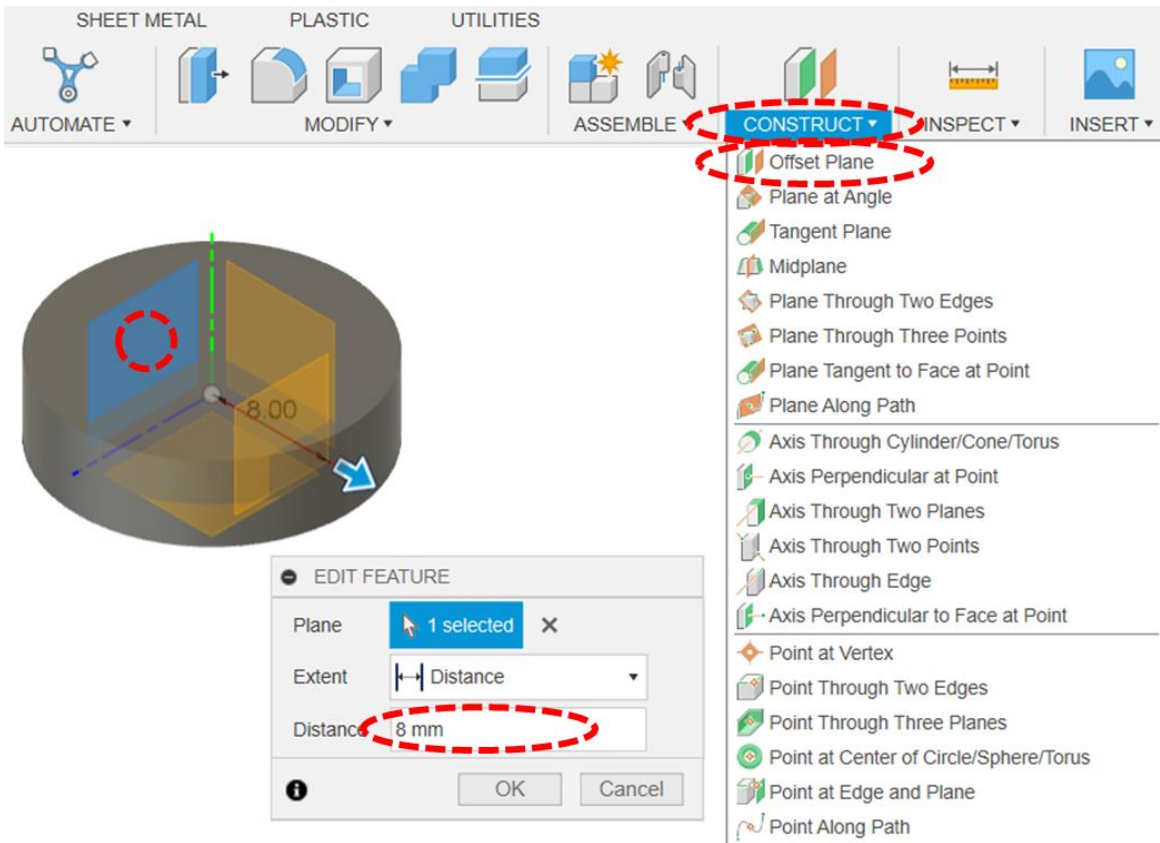 SHEET METAL PLASTIC UTILITIES
AUTOMATE MODIFY ASSEMBLE CONSTRUCT INSPECT INSERT
Offset Plane
Plane at Angle
Tangent Plane
Midplane
Plane Through Two Edges
Plane Through Three Points
Plane Tangent to Face at Point
Plane Along Path
Axis Through Cylinder/Cone/Torus
Axis Perpendicular at Point
Axis Through Two Planes
Axis Through Two Points
Axis Through Edge
Axis Perpendicular to Face at Point
Point at Vertex
Point Through Two Edges
Point Through Three Planes
Point at Center of Circle/Sphere/Torus
Point at Edge and Plane
Point Along Path
8.00
EDIT FEATURE
Plane 1 selected
Extent Distance
Distance 8 mm
OK Cancel